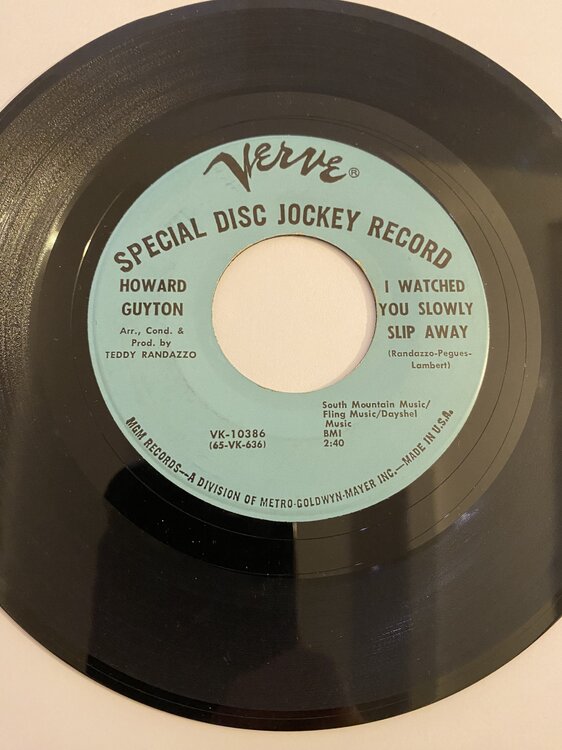 VERVE®
SPECIAL DISC JOCKEY RECORD
HOWARD
GUYTON
Arr., Cond. &
Prod. by
TEDDY RANDAZZO
I WATCHED
YOU SLOWLY
SLIP AWAY
(Randazzo-Pegues-
Lambert)
VK-10386
(65-VK-636)
South Mountain Music/
Fling Music/Dayshel
Music
BMI
2:40
MGM RECORDS—A DIVISION OF METRO-GOLDWYN-MAYER INC.—MADE IN U.S.A.